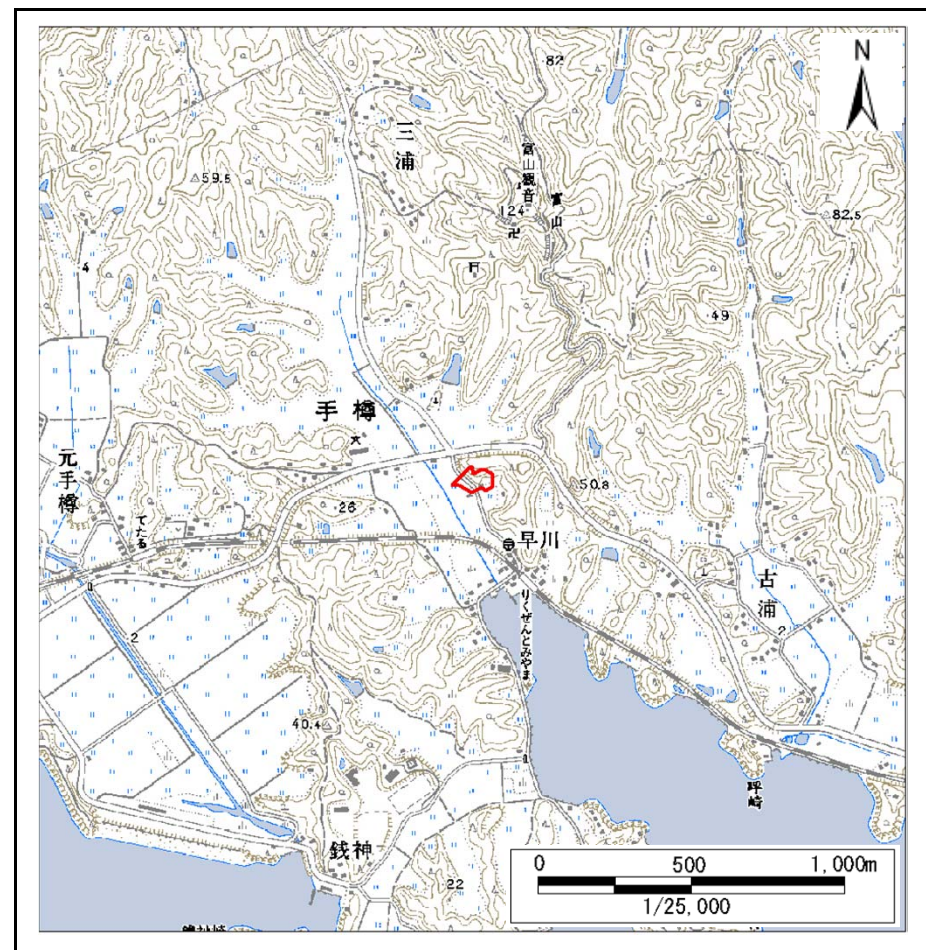 N
82
三浦
富山観音
富山
59.5
124
82.5
4
49
手樽
元手樽
50.8
てたる
26
早川
古浦
2
りくぜんとみやま
2
40.4
銭神
22
0 500 1,000m
1/25,000